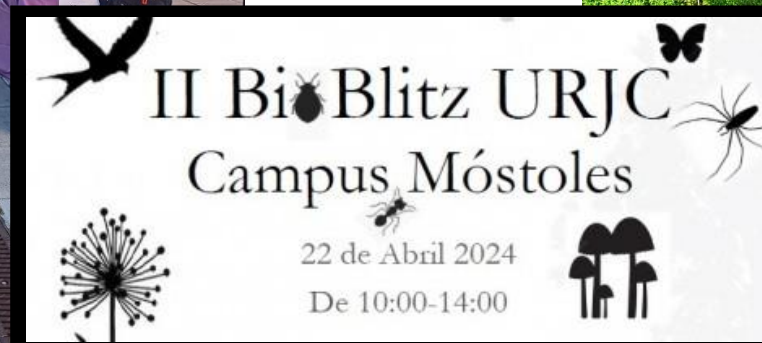 II BioBlitz URJC
Campus Móstoles
22 de Abril 2024
De 10:00-14:00